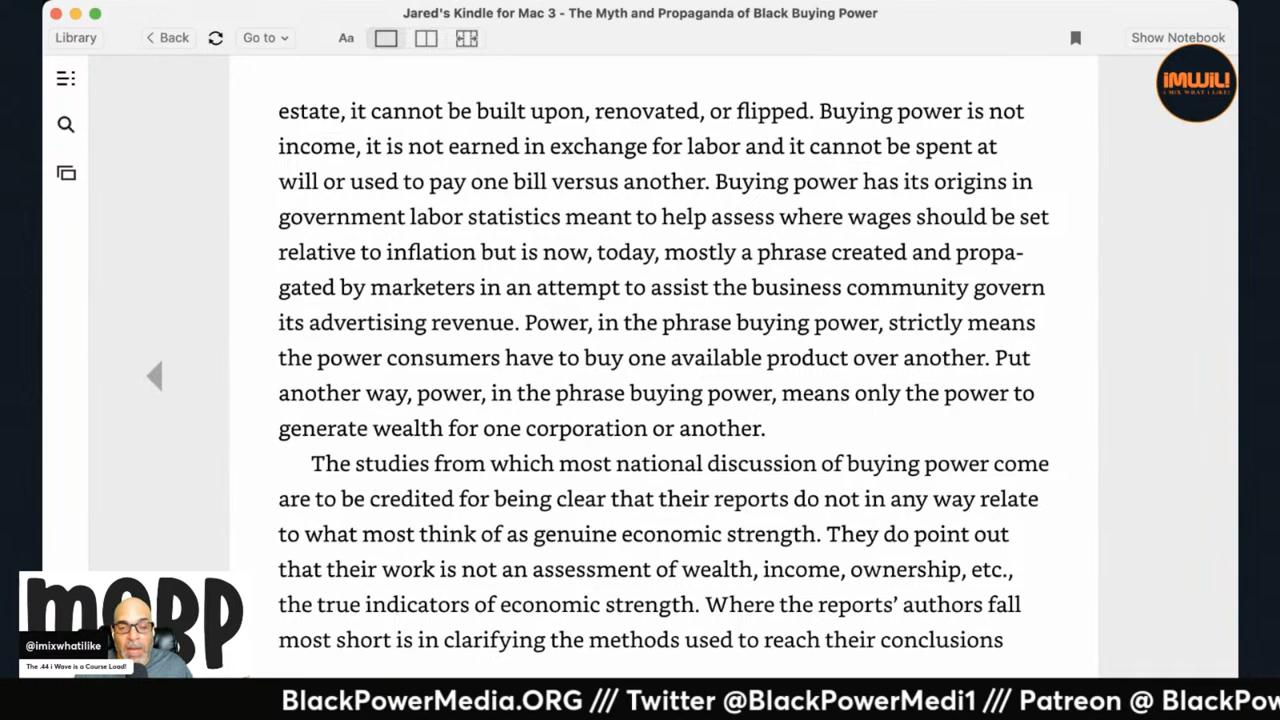 Jared's Kindle for Mac 3 - The Myth and Propaganda of Black Buying Power
Library
Back
Go to
Aa
Show Notebook
iMWiL!
i MiX WHAT i LiKE!
estate, it cannot be built upon, renovated, or flipped. Buying power is not
income, it is not earned in exchange for labor and it cannot be spent at
will or used to pay one bill versus another. Buying power has its origins in
government labor statistics meant to help assess where wages should be set
relative to inflation but is now, today, mostly a phrase created and propa-
gated by marketers in an attempt to assist the business community govern
its advertising revenue. Power, in the phrase buying power, strictly means
the power consumers have to buy one available product over another. Put
another way, power, in the phrase buying power, means only the power to
generate wealth for one corporation or another.
The studies from which most national discussion of buying power come
are to be credited for being clear that their reports do not in any way relate
to what most think of as genuine economic strength. They do point out
that their work is not an assessment of wealth, income, ownership, etc.,
the true indicators of economic strength. Where the reports' authors fall
most short is in clarifying the methods used to reach their conclusions
@imixwhatilike
The .44 i Wave is a Course Load!
BlackPowerMedia.ORG /// Twitter @BlackPowerMedi1 /// Patreon @ BlackPow